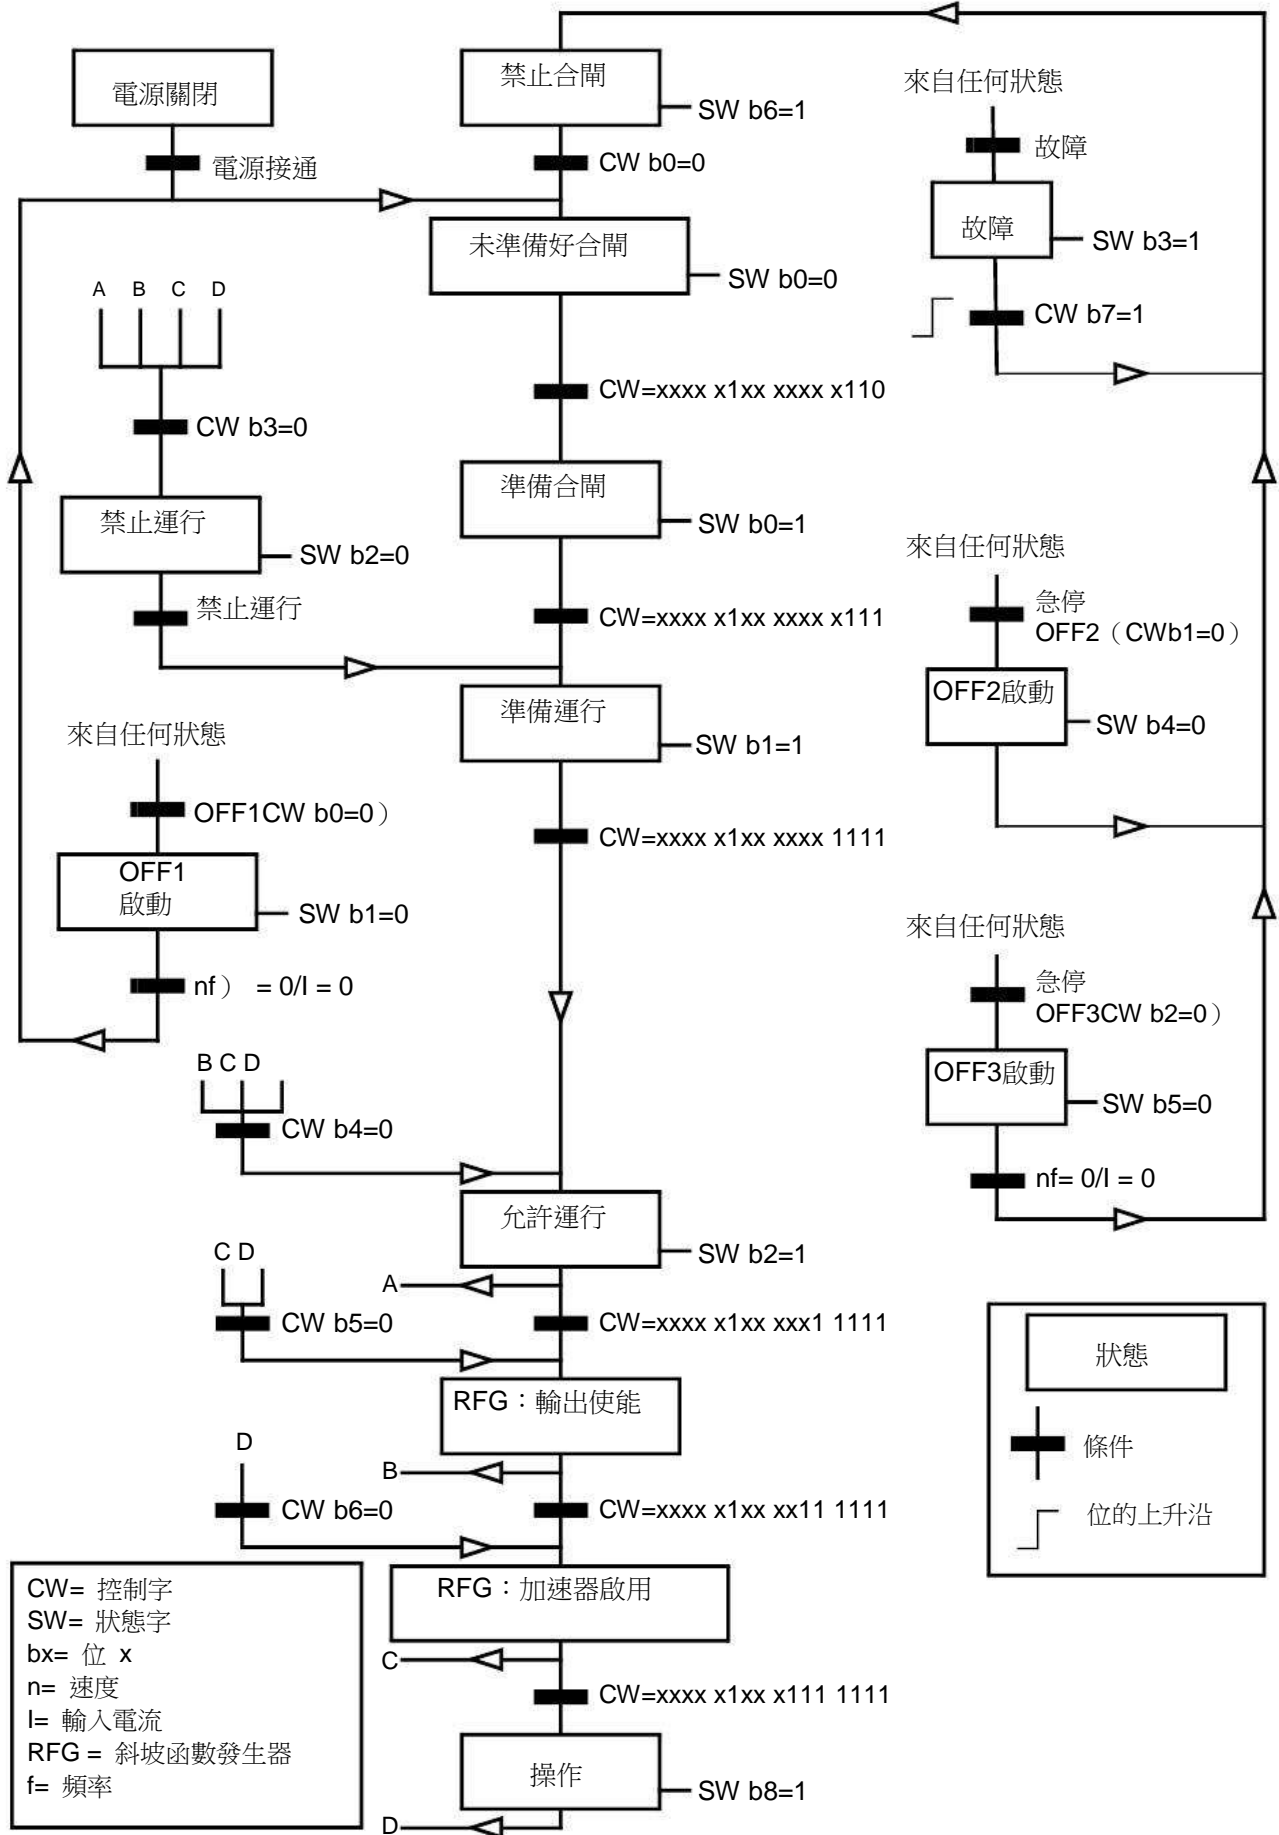 電源關閉
電源接通
禁止合閘
SW b6=1
CW b0=0
未準備好合閘
SW b0=0
CW=xxxx x1xx xxxx x110
準備合閘
SW b0=1
CW=xxxx x1xx xxxx x111
準備運行
SW b1=1
CW=xxxx x1xx xxxx 1111
A B C D
CW b3=0
禁止運行
SW b2=0
禁止運行
來自任何狀態
OFF1CW b0=0）
OFF1
啟動
SW b1=0
nf） = 0/I = 0
B C D
CW b4=0
允許運行
SW b2=1
A
C D
CW b5=0
CW=xxxx x1xx xxx1 1111
RFG：輸出使能
B
D
CW b6=0
CW=xxxx x1xx xx11 1111
RFG：加速器啟用
C
CW=xxxx x1xx x111 1111
操作
SW b8=1
D
來自任何狀態
故障
故障
SW b3=1
CW b7=1
來自任何狀態
急停
OFF2（CWb1=0）
OFF2啟動
SW b4=0
來自任何狀態
急停
OFF3CW b2=0）
OFF3啟動
SW b5=0
nf= 0/I = 0
狀態
條件
位的上升沿
CW= 控制字
SW= 狀態字
bx= 位 x
n= 速度
I= 輸入電流
RFG = 斜坡函數發生器
f= 頻率